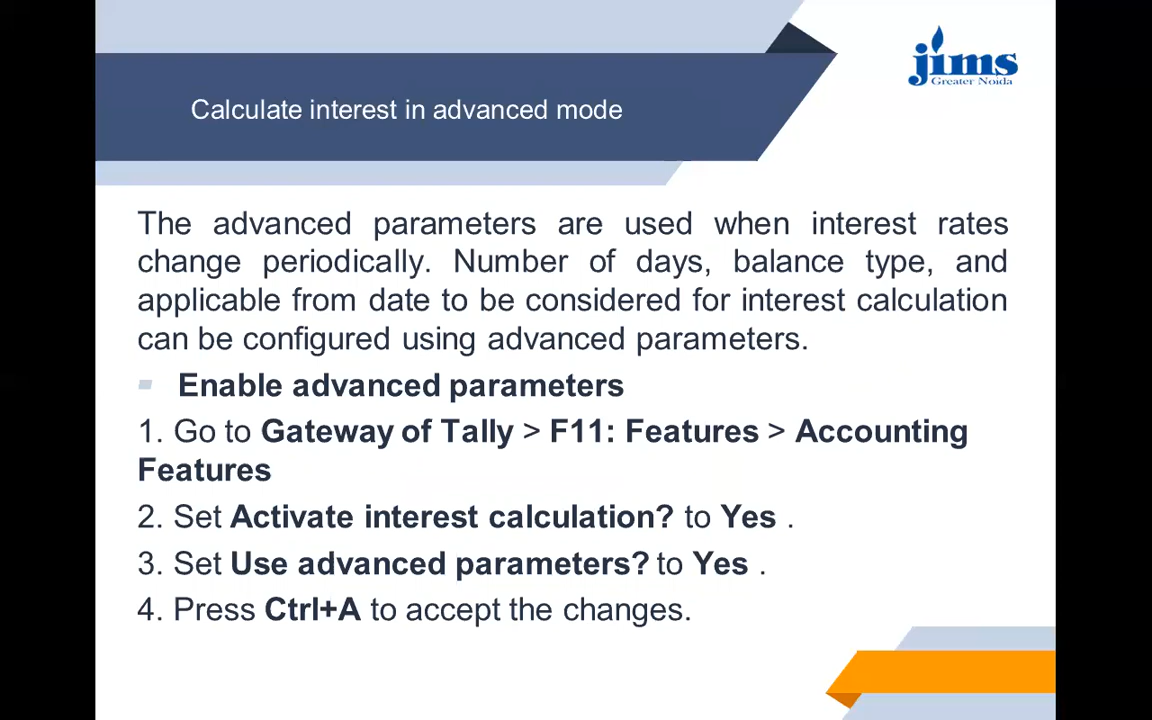 jims
Greater Noida
Calculate interest in advanced mode
The advanced parameters are used when interest rates
change periodically. Number of days, balance type, and
applicable from date to be considered for interest calculation
can be configured using advanced parameters.
Enable advanced parameters
1. Go to Gateway of Tally > F11: Features > Accounting
Features
2. Set Activate interest calculation? to Yes .
3. Set Use advanced parameters? to Yes .
4. Press Ctrl+A to accept the changes.